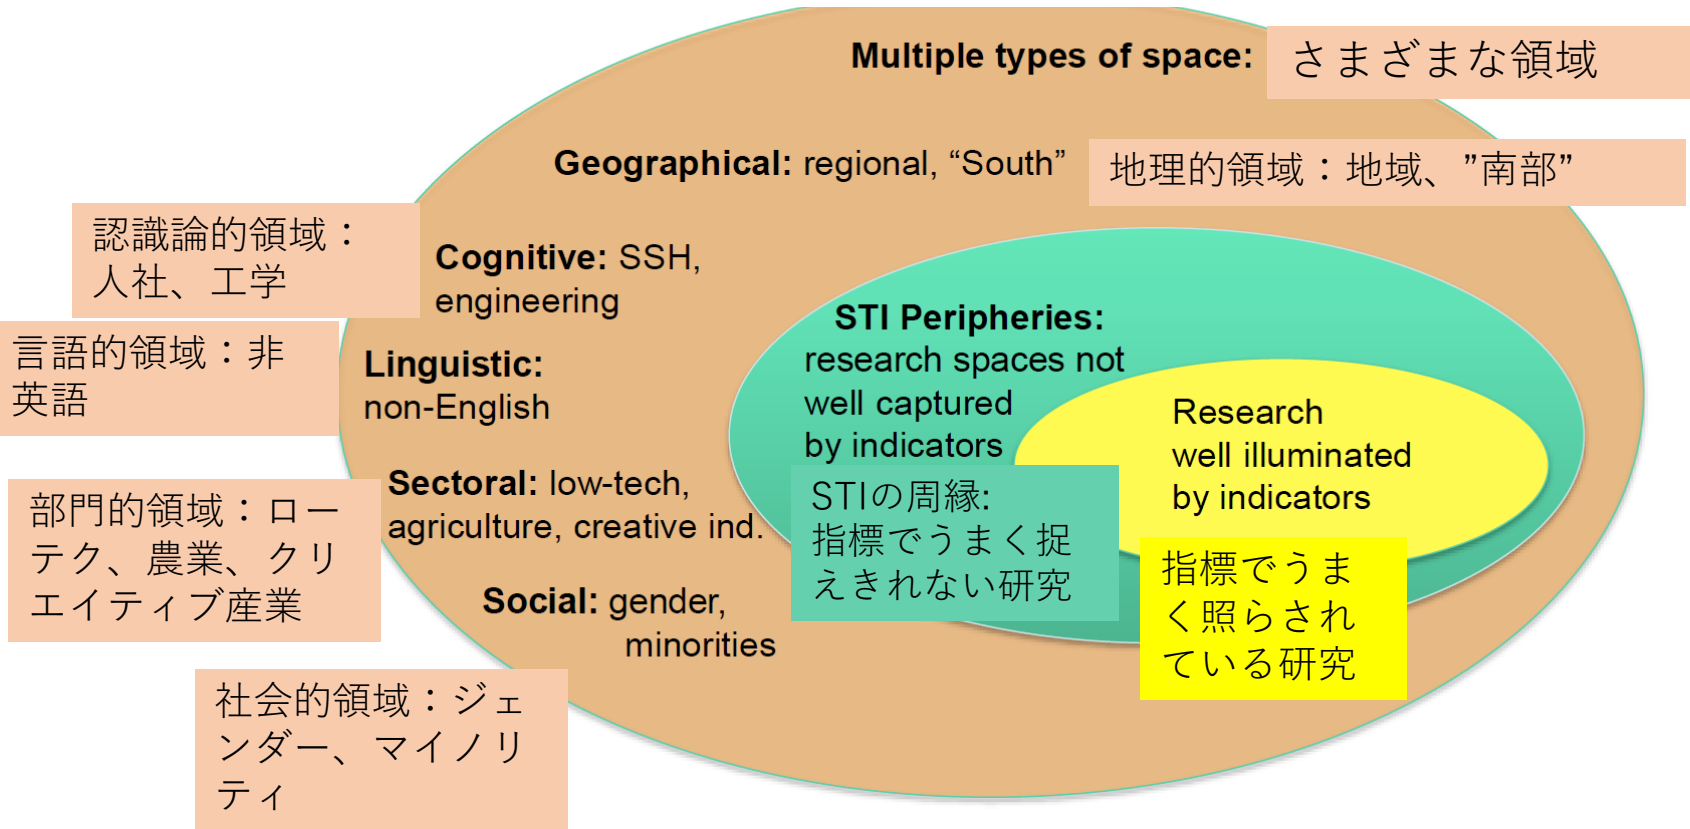 Multiple types of space:
さまざまな領域
Geographical: regional, “South”
地理的領域：地域、”南部”
認識論的領域：
人社、工学
Cognitive: SSH,
engineering
言語的領域：非
英語
Linguistic:
non-English
部門的領域：ロー
テク、農業、クリ
エイティブ産業
Sectoral: low-tech,
agriculture, creative ind.
Social: gender,
minorities
社会的領域：ジェ
ンダー、マイノリ
ティ
STI Peripheries:
research spaces not
well captured
by indicators
STIの周縁:
指標でうまく捉
えきれない研究
Research
well illuminated
by indicators
指標でうま
く照らされ
ている研究